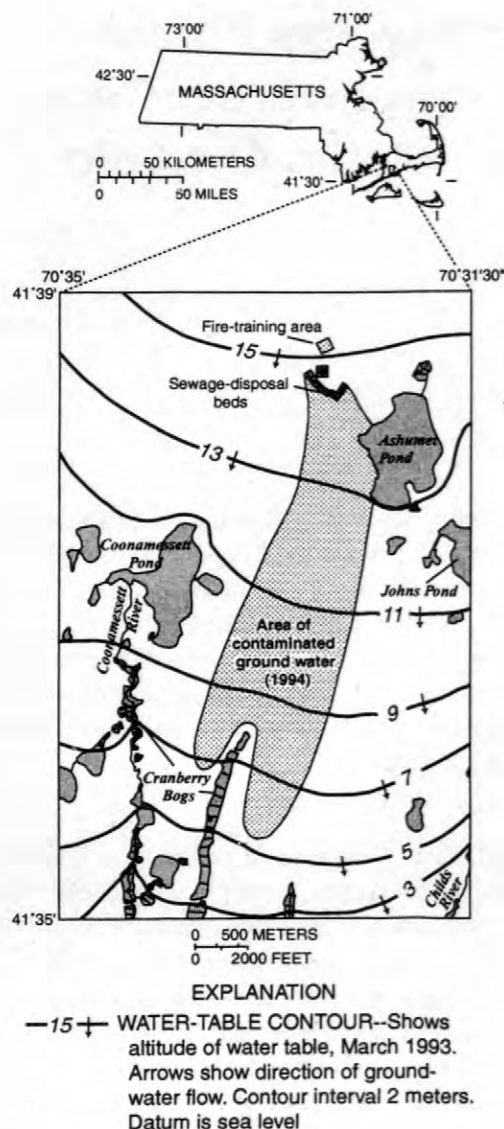 73°00'
71°00'
42°30'
MASSACHUSETTS
70°00'
0 50 KILOMETERS
0 50 MILES
41°30'
70°35'
70°31'30"
41°39'
Fire-training area
15
Sewage-disposal
beds
Ashumet
Pond
13
Coonamessett
Pond
Johns Pond
11
Coonamessett
River
Area of
contaminated
ground water
(1994)
9
7
Cranberry
Bogs
5
3
Childs
River
41°35'
0 500 METERS
0 2000 FEET
EXPLANATION
15 WATER-TABLE CONTOUR--Shows
altitude of water table, March 1993.
Arrows show direction of ground-
water flow. Contour interval 2 meters.
Datum is sea level